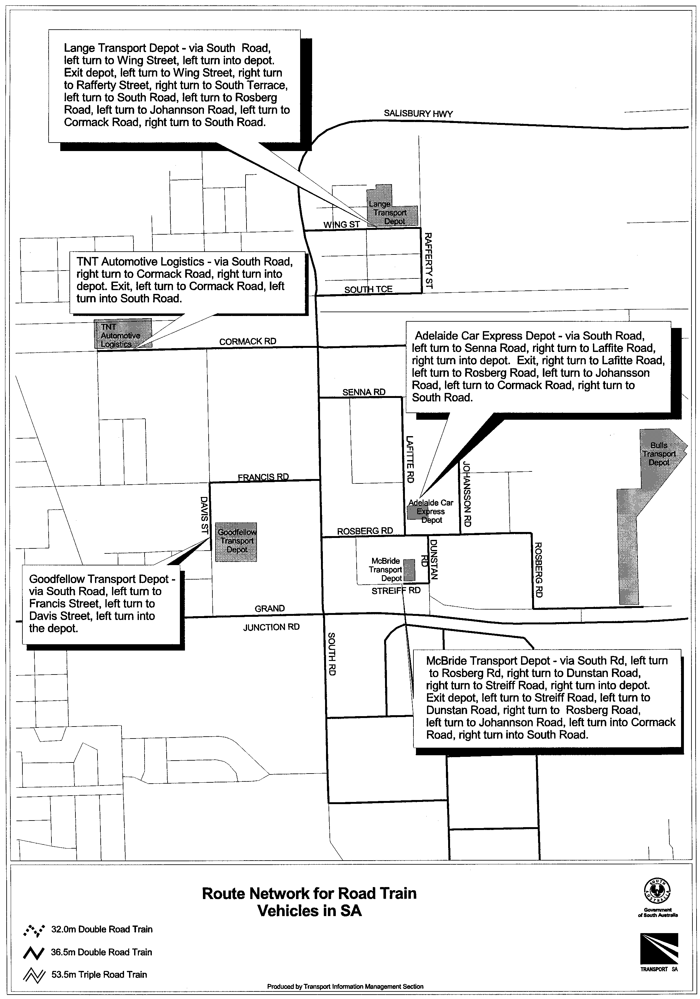 Lange Transport Depot - via South Road,
left turn to Wing Street, left turn into depot.
Exit depot, left turn to Wing Street, right turn
to Rafferty Street, right turn to South Terrace,
left turn to South Road, left turn to Rosberg
Road, left turn to Johannson Road, left turn to
Cormack Road, right turn to South Road.
SALISBURY HWY
Lange
Transport
Depot
WING ST
RAFFERTY ST
SOUTH TCE
TNT Automotive Logistics - via South Road,
right turn to Cormack Road, right turn into
depot. Exit, left turn to Cormack Road, left
turn into South Road.
TNT
Automotive
Logistics
CORMACK RD
Adelaide Car Express Depot - via South Road,
left turn to Senna Road, right turn to Laffite Road,
right turn into depot. Exit, right turn to Lafitte Road,
left turn to Rosberg Road, left turn to Johansson
Road, left turn to Cormack Road, right turn to
South Road.
SENNA RD
LAFITTE RD
JOHANSSON RD
Bulls
Transport
Depot
FRANCIS RD
DAVIS ST
Adelaide Car
Express
Depot
Goodfellow
Transport
Depot
ROSBERG RD
DUNSTAN
RD
ROSBERG RD
McBride
Transport
Depot
STREIFF RD
Goodfellow Transport Depot -
via South Road, left turn to
Francis Street, left turn to
Davis Street, left turn into
the depot.
GRAND
JUNCTION RD
SOUTH RD
McBride Transport Depot - via South Rd, left turn
to Rosberg Rd, right turn to Dunstan Road,
right turn to Streiff Road, right turn into depot.
Exit depot, left turn to Streiff Road, left turn to
Dunstan Road, right turn to Rosberg Road,
left turn to Johannson Road, left turn into Cormack
Road, right turn into South Road.
Route Network for Road Train
Vehicles in SA
32.0m Double Road Train
36.5m Double Road Train
53.5m Triple Road Train
Produced by Transport Information Management Section
SOUTH
AUSTRALIA
Government
of South Australia
TRANSPORT SA